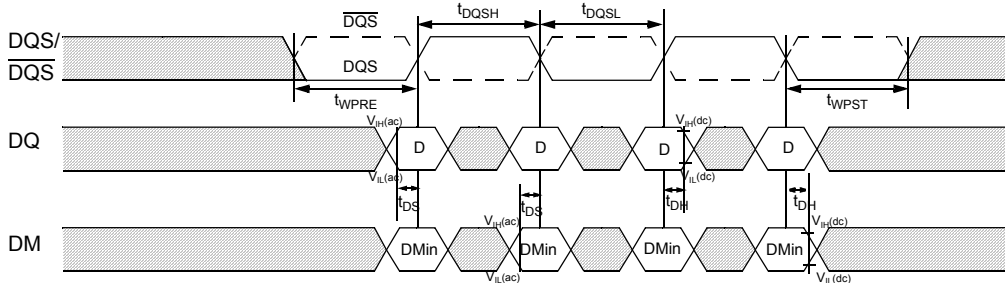 DQS
tDQSH
tDQSL
DQS/
DQS
DQS
tWPRE
tWPST
VIH(ac)
VIH(dc)
DQ
D
D
D
D
VIL(ac)
VIL(dc)
tDS
tDS
tDH
tDH
VIH(ac)
VIH(dc)
DM
DMin
DMin
DMin
DMin
VIL(ac)
VIL(dc)